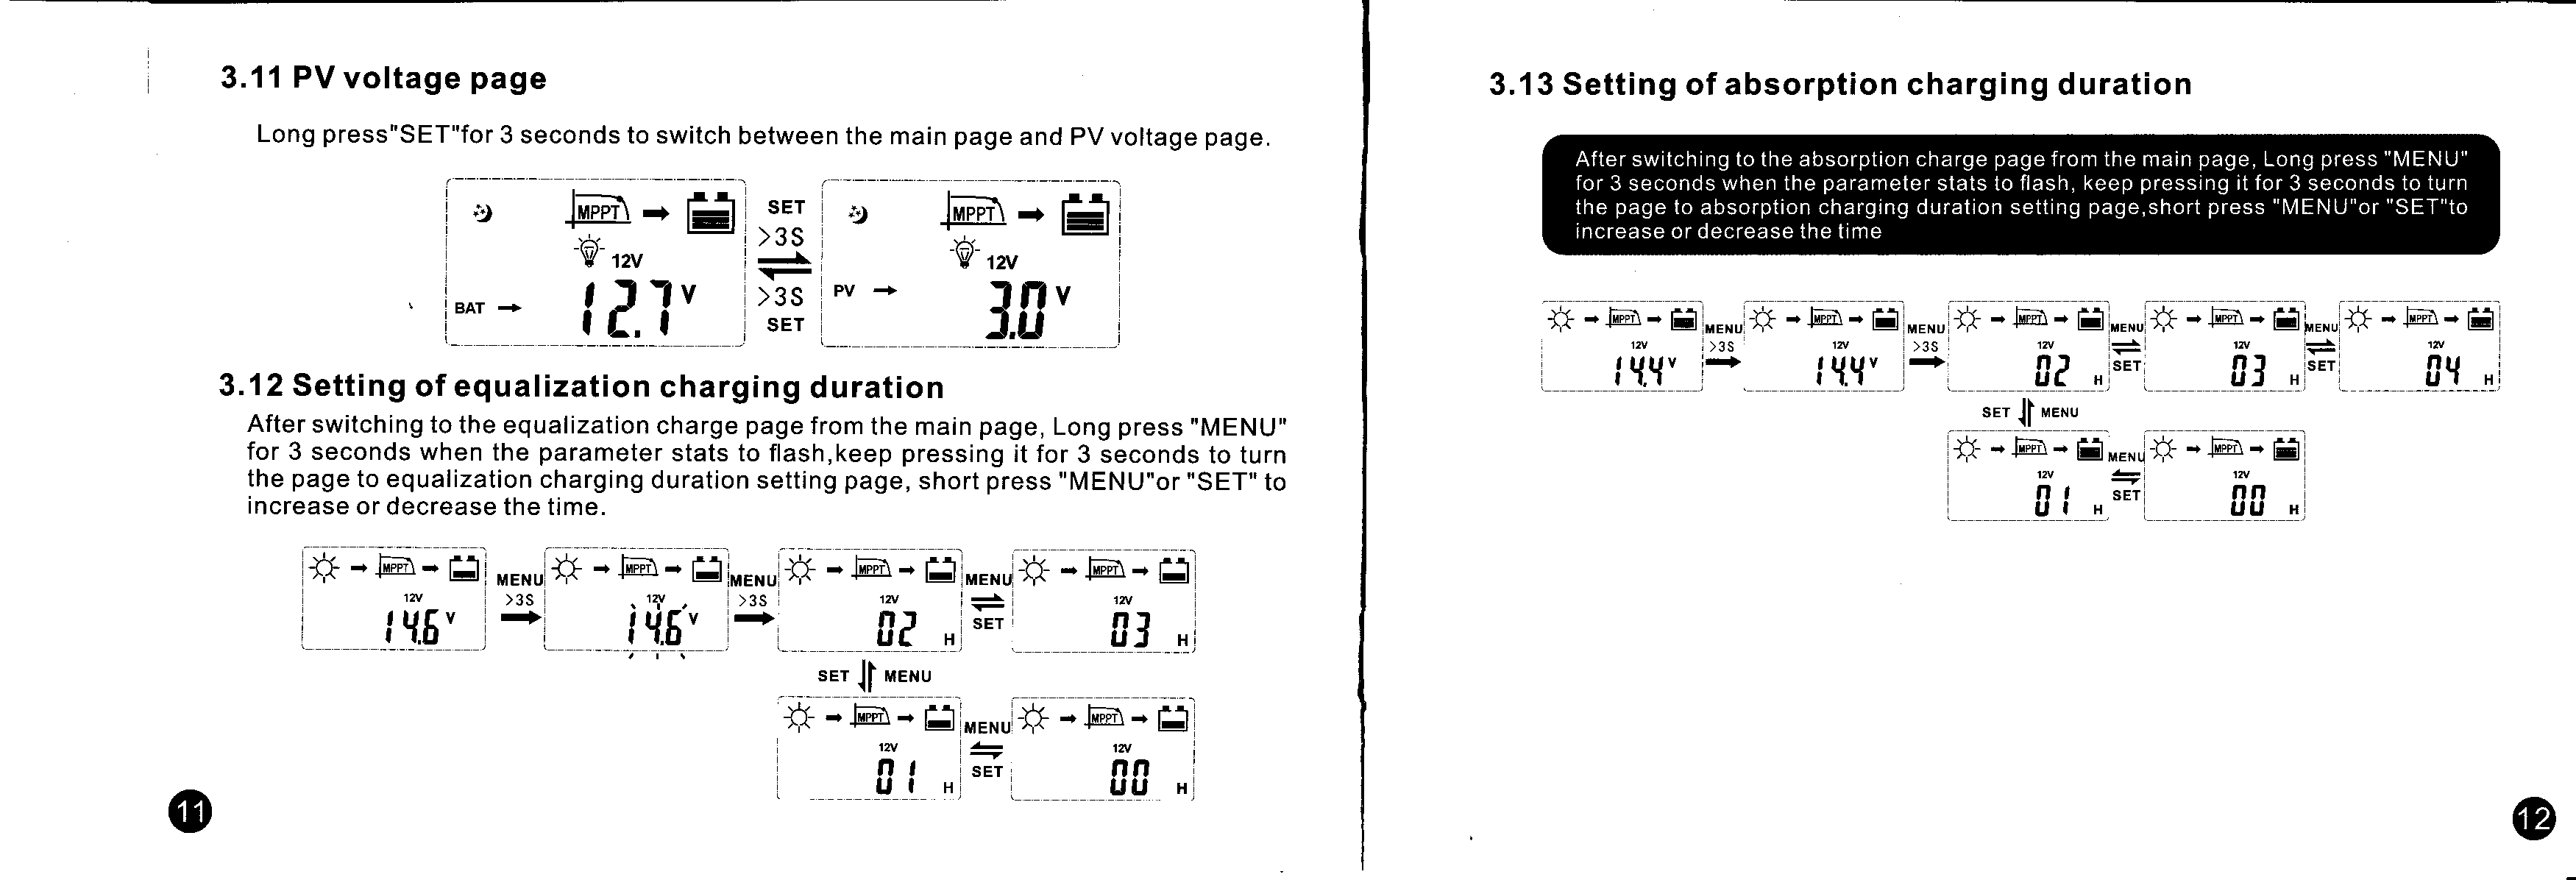 3.11 PV voltage page
Long press"SET"for 3 seconds to switch between the main page and PV voltage page.
MPPT
12V
BAT
12.7 V
SET
>3S
>3S
SET
MPPT
12V
PV
3.0 V
3.12 Setting of equalization charging duration
After switching to the equalization charge page from the main page, Long press "MENU"
for 3 seconds when the parameter stats to flash,keep pressing it for 3 seconds to turn
the page to equalization charging duration setting page, short press "MENU"or "SET" to
increase or decrease the time.
MPPT
12V
14.6 V
MENU
>3S
MPPT
12V
14.6 V
MENU
>3S
MPPT
12V
02 H
MENU
SET
MPPT
12V
03 H
SET MENU
MPPT
12V
01 H
MENU
SET
MPPT
12V
00 H
11
3.13 Setting of absorption charging duration
After switching to the absorption charge page from the main page, Long press "MENU"
for 3 seconds when the parameter stats to flash, keep pressing it for 3 seconds to turn
the page to absorption charging duration setting page,short press "MENU"or "SET"to
increase or decrease the time
MPPT
12V
14.4 V
MENU
>3S
MPPT
12V
14.4 V
MENU
>3S
MPPT
12V
02 H
MENU
SET
MPPT
12V
03 H
MENU
SET
MPPT
12V
04 H
SET MENU
MPPT
12V
01 H
MENU
SET
MPPT
12V
00 H
12